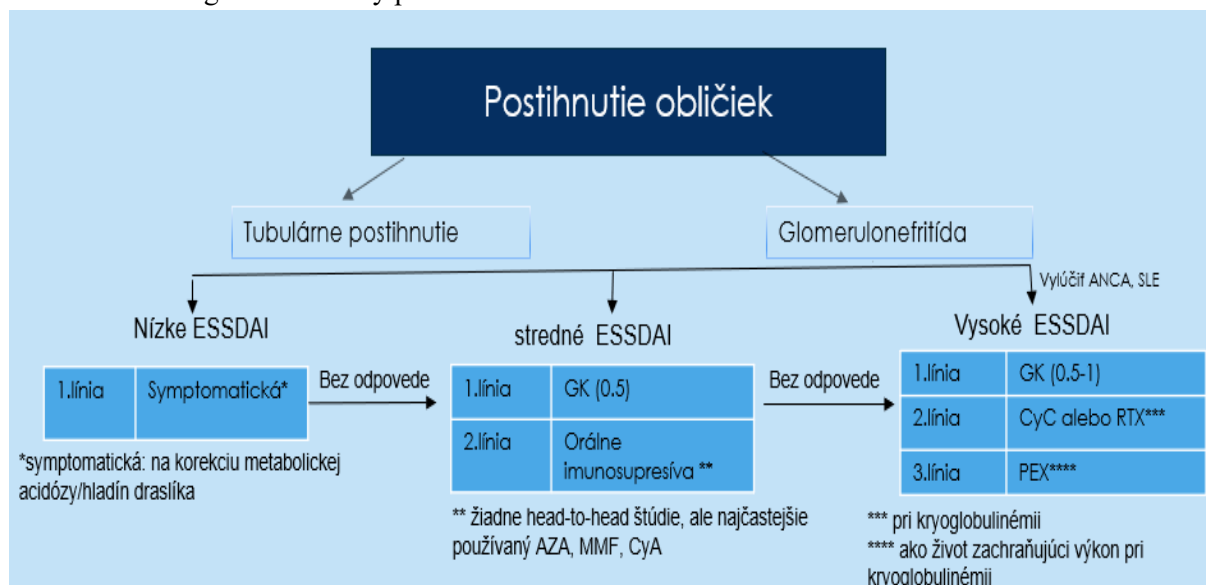 Postihnutie obličiek
Tubulárne postihnutie
Glomerulonefritída
Vylúčiť ANCA, SLE
Nízke ESSDAI
1.línia Symptomatická*
*symptomatická: na korekciu metabolickej
acidózy/hladín draslíka
Bez odpovede
stredné ESSDAI
1.línia GK (0.5)
2.línia Orálne
imunosupresíva **
** žiadne head-to-head štúdie, ale najčastejšie
používaný AZA, MMF, CyA
Bez odpovede
Vysoké ESSDAI
1.línia GK (0.5-1)
2.línia CyC alebo RTX***
3.línia PEX****
*** pri kryoglobulinémii
**** ako život zachraňujúci výkon pri
kryoglobulinémii